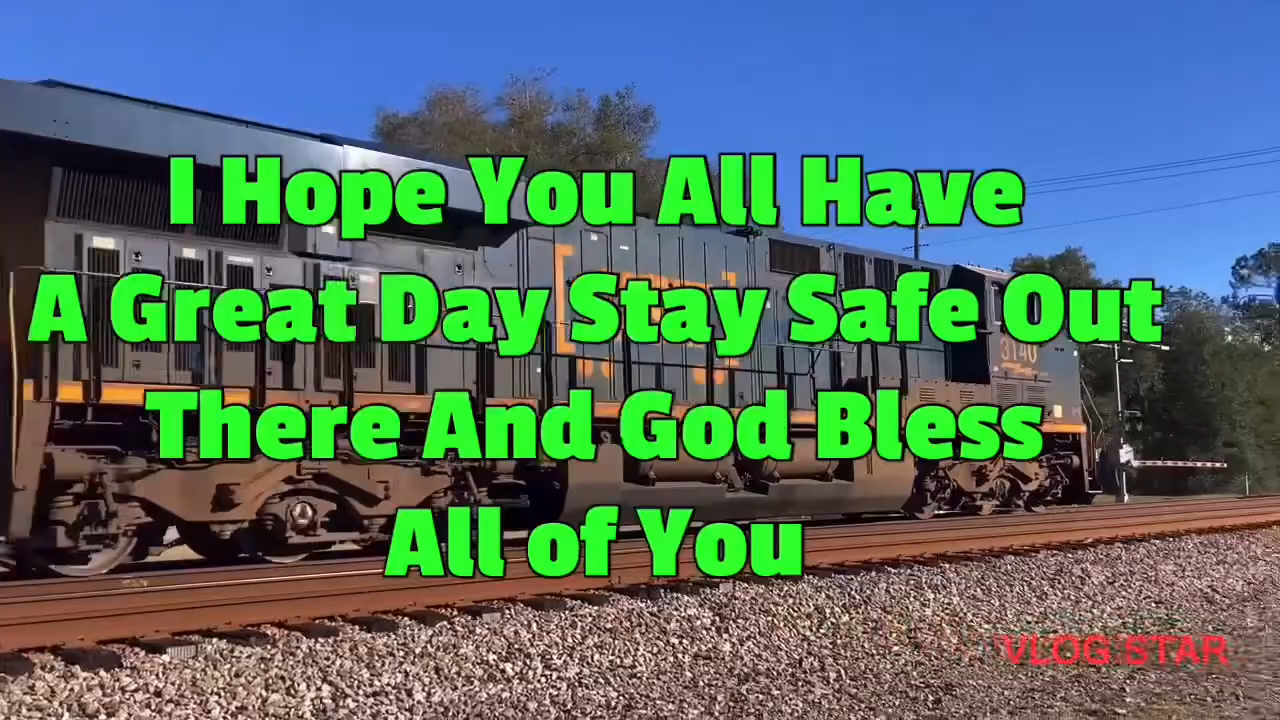 I Hope You All Have
A Great Day Stay Safe Out
There And God Bless
All of You
3140
VLOG STAR